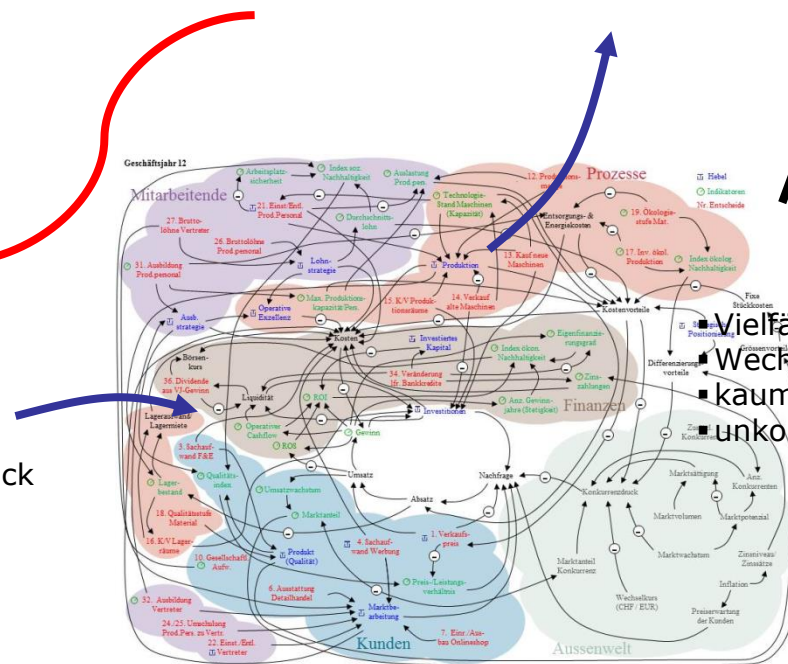 Geschäftsjahr 12
Mitarbeitende
Arbeitsplatz-
sicherheit
Index soz.
Nachhaltigkeit
Auslastung
Prod.pers.
21. Einst/Entl.
Prod.Personal
Durchschnitts-
lohn
27. Brutto-
löhne Vertreter
26. Bruttolöhne
Prod.personal
31. Ausbildung
Prod.personal
Lohn-
strategie
Ausb.
strategie
Operative
Exzellenz
Max. Produktions-
kapazität/Pers.
Prozesse
Technologie-
Stand Maschinen
(Kapazität)
Entsorgungs- &
Energiekosten
19. Ökologie-
stufe Mat.
17. Inv. ökol.
Produktion
Index ökolog.
Nachhaltigkeit
Produktion
13. Kauf neue
Maschinen
14. Verkauf
alte Maschinen
15. K/V Produk-
tionsräume
Hebel
Indikatoren
Nr. Entscheide
Kostenvorteile
Fixe
Stückkosten
Differenzierungs-
vorteile
Grössenvorteile
Vielfä
Weck
kaum
unko
Kosten
Börsen-
kurs
36. Dividende
aus VJ-Gewinn
Liquidität
Investiertes
Kapital
Index ökon.
Nachhaltigkeit
Eigenfinanzie-
rungsgrad
34. Veränderung
lfr. Bankkredite
Zins-
zahlungen
Anz. Gewinn-
jahre (Stetigkeit)
Finanzen
ROI
ROS
Operativer
Cashflow
Gewinn
Investitionen
Lageraufwand/
Lagermiete
3. Sachauf-
wand F&E
Lager-
bestand
Qualitäts-
index
18. Qualitätsstufe
Material
16. K/V Lager-
räume
10. Gesellschaftl.
Aufw.
ck
Umsatz
Umsatzwachstum
Absatz
Nachfrage
Marktanteil
Produkt
(Qualität)
4. Sachauf-
wand Werbung
1. Verkaufs-
preis
Preis-/Leistungs-
verhältnis
6. Ausstattung
Detailhandel
Marktbe-
arbeitung
7. Einr./Aus-
bau Onlineshop
Kunden
32. Ausbildung
Vertreter
24./25. Umschulung
Prod.Pers. zu Vertr.
22. Einst./Entl.
Vertreter
Konkurrenzdruck
Marktsättigung
Anz.
Konkurrenten
Marktvolumen
Marktpotenzial
Marktanteil
Konkurrenz
Marktwachstum
Zinsniveau/
Zinssätze
Inflation
Wechselkurs
(CHF / EUR)
Preiserwartung
der Kunden
Aussenwelt